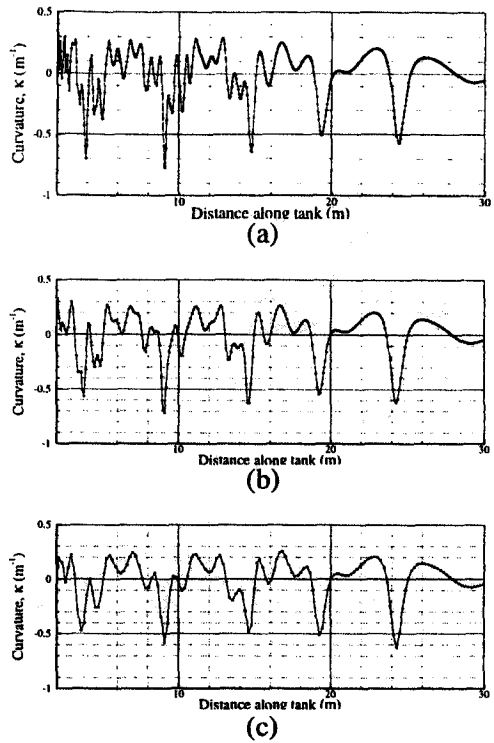 0.5
0
-0.5
-1
Curvature, κ (m⁻¹)
10
20
30
Distance along tank (m)
(a)
0.5
0
-0.5
-1
Curvature, κ (m⁻¹)
10
20
30
Distance along tank (m)
(b)
0.5
0
-0.5
-1
Curvature, κ (m⁻¹)
10
20
30
Distance along tank (m)
(c)